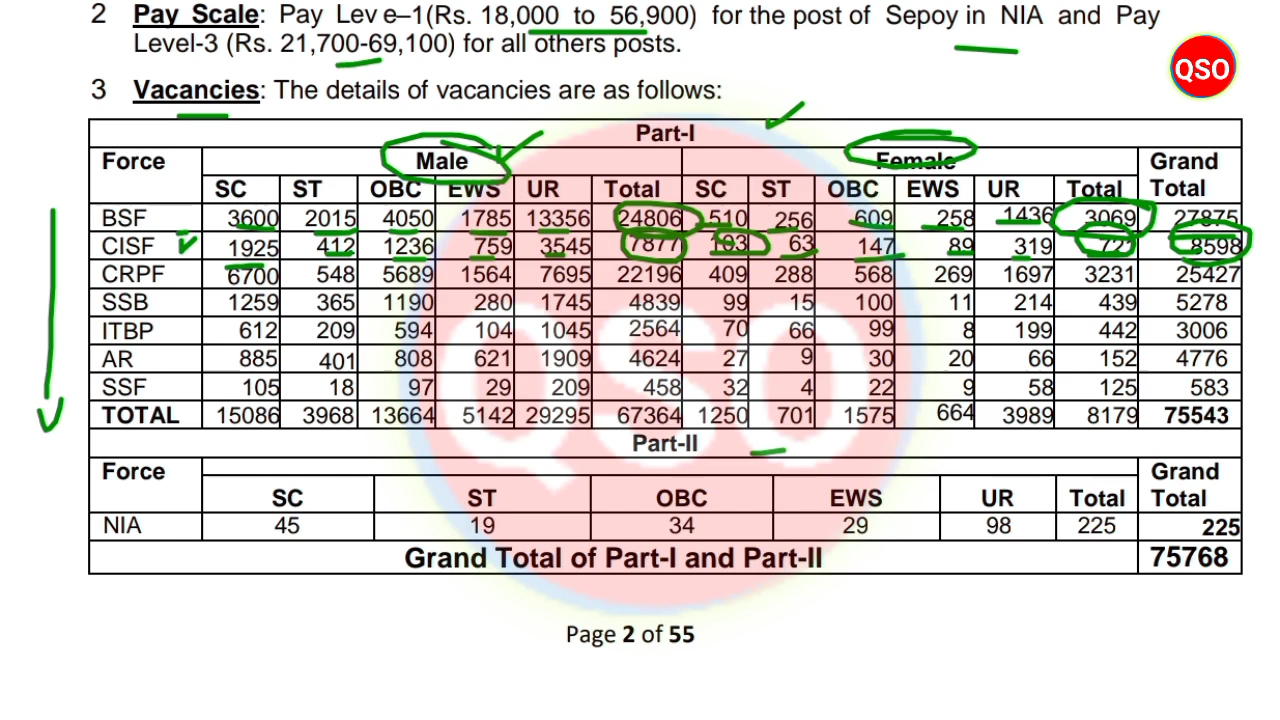 2 Pay Scale: Pay Lev e–1(Rs. 18,000 to 56,900) for the post of Sepoy in NIA and Pay
Level-3 (Rs. 21,700-69,100) for all others posts.
QSO
3 Vacancies: The details of vacancies are as follows:
Part-I
Force Male Female Grand Total
SC ST OBC EWS UR Total SC ST OBC EWS UR Total
BSF 3600 2015 4050 1785 13356 24806 510 256 609 258 1436 3069 27875
CISF 1925 412 1236 759 3545 7877 103 63 147 89 319 721 8598
CRPF 6700 548 5689 1564 7695 22196 409 288 568 269 1697 3231 25427
SSB 1259 365 1190 280 1745 4839 99 15 100 11 214 439 5278
ITBP 612 209 594 104 1045 2564 70 66 99 8 199 442 3006
AR 885 401 808 621 1909 4624 27 9 30 20 66 152 4776
SSF 105 18 97 29 209 458 32 4 22 9 58 125 583
TOTAL 15086 3968 13664 5142 29295 67364 1250 701 1575 664 3989 8179 75543
Part-II
Force Grand Total
SC ST OBC EWS UR Total
NIA 45 19 34 29 98 225 225
Grand Total of Part-I and Part-II 75768
QSO
Page 2 of 55